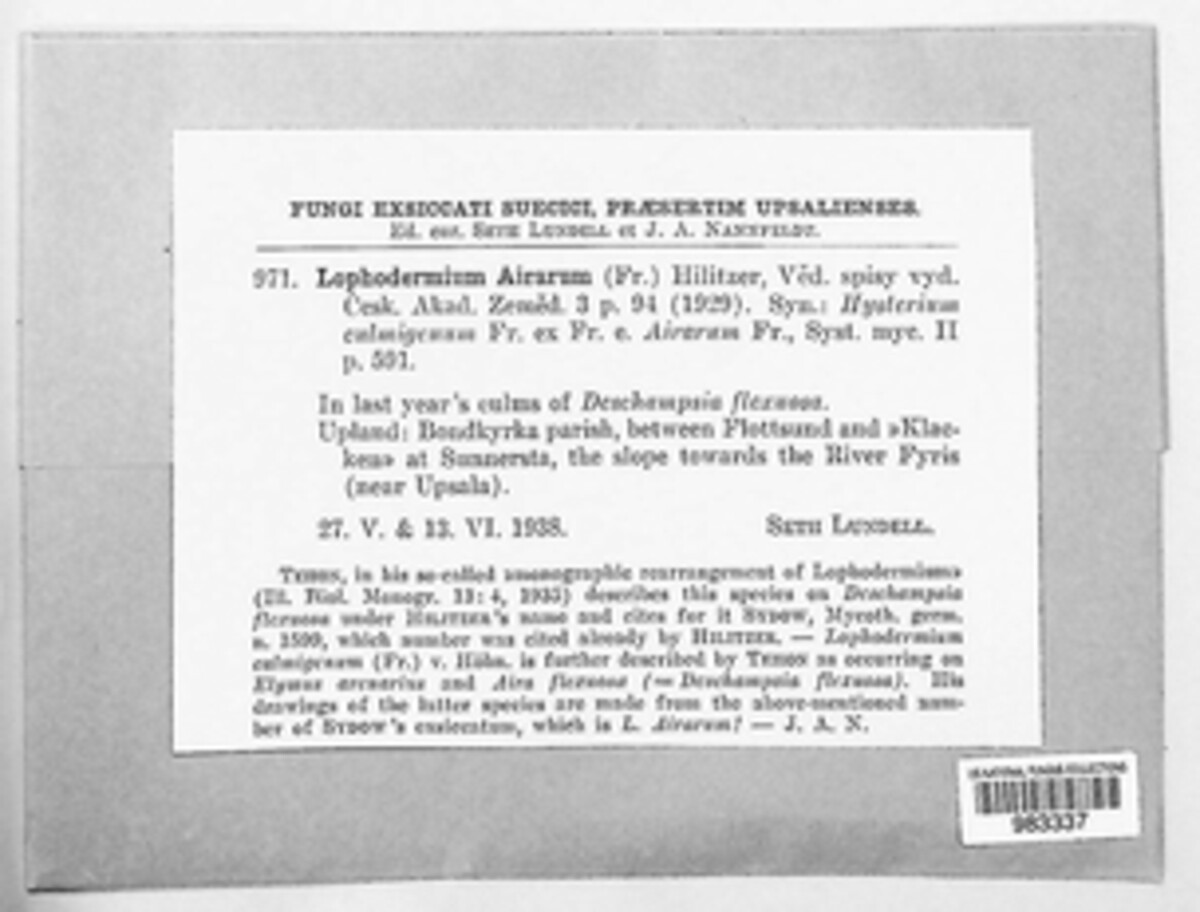 FUNGI EXSICCATI SUECICI, PRÆSERTIM UPSALIENSES.
Ed. cur. SETH LUNDELL et J. A. NANNFELDT.
971. Lophodermium Airarum (Fr.) Hilitzer, Věd. spisy vyd.
Česk. Akad. Zeměd. 3 p. 94 (1929). Syn.: Hysterium
culmigenum Fr. ex Fr. c. Airarum Fr., Syst. myc. II
p. 591.
In last year's culms of Deschampsia flexuosa.
Upland: Bondkyrka parish, between Flottsund and »Klac-
ken» at Sunnersta, the slope towards the River Fyris
(near Upsala).
27. V. & 13. VI. 1938. SETH LUNDELL.
TEHON, in his so-called monographic rearrangement of Lophodermium
(Ill. Biol. Monogr. 13: 4, 1935) describes this species on Deschampsia
flexuosa under HILITZER's name and cites for it SYDOW, Mycoth. germ.
n. 1599, which number was cited already by HILITZER. — Lophodermium
culmigenum (Fr.) v. Höhn. is further described by TEHON as occurring on
Elymus arenarius and Aira flexuosa (= Deschampsia flexuosa). His
drawings of the latter species are made from the above-mentioned num-
ber of SYDOW's exsiccatum, which is L. Airarum! — J. A. N.
US NATIONAL FUNGUS COLLECTIONS
983337